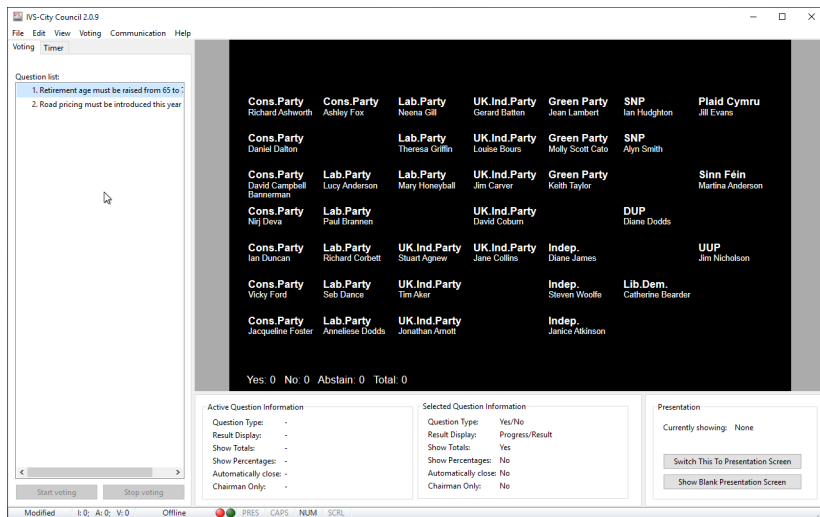 IVS-City Council 2.0.9
File Edit View Voting Communication Help
Voting Timer
Question list:
1. Retirement age must be raised from 65 to
2. Road pricing must be introduced this year
Cons.Party Cons.Party Lab.Party UK.Ind.Party Green Party SNP Plaid Cymru
Richard Ashworth Ashley Fox Neena Gill Gerard Batten Jean Lambert Ian Hudghton Jill Evans
Cons.Party Lab.Party UK.Ind.Party Green Party SNP
Daniel Dalton Theresa Griffin Louise Bours Molly Scott Cato Alyn Smith
Cons.Party Lab.Party Lab.Party UK.Ind.Party Green Party Sinn Féin
David Campbell Lucy Anderson Mary Honeyball Jim Carver Keith Taylor Martina Anderson
Bannerman
Cons.Party Lab.Party UK.Ind.Party DUP
Nirj Deva Paul Brannen David Coburn Diane Dodds
Cons.Party Lab.Party UK.Ind.Party UK.Ind.Party Indep. UUP
Ian Duncan Richard Corbett Stuart Agnew Jane Collins Diane James Jim Nicholson
Cons.Party Lab.Party UK.Ind.Party Indep. Lib.Dem.
Vicky Ford Seb Dance Tim Aker Steven Woolfe Catherine Bearder
Cons.Party Lab.Party UK.Ind.Party Indep.
Jacqueline Foster Anneliese Dodds Jonathan Arnott Janice Atkinson
Yes: 0 No: 0 Abstain: 0 Total: 0
Active Question Information
Question Type: -
Result Display: -
Show Totals: -
Show Percentages: -
Automatically close: -
Chairman Only: -
Selected Question Information
Question Type: Yes/No
Result Display: Progress/Result
Show Totals: Yes
Show Percentages: No
Automatically close: No
Chairman Only: No
Presentation
Currently showing: None
Switch This To Presentation Screen
Show Blank Presentation Screen
Start voting Stop voting
Modified I: 0; A: 0; V: 0 Offline PRES CAPS NUM SCRL